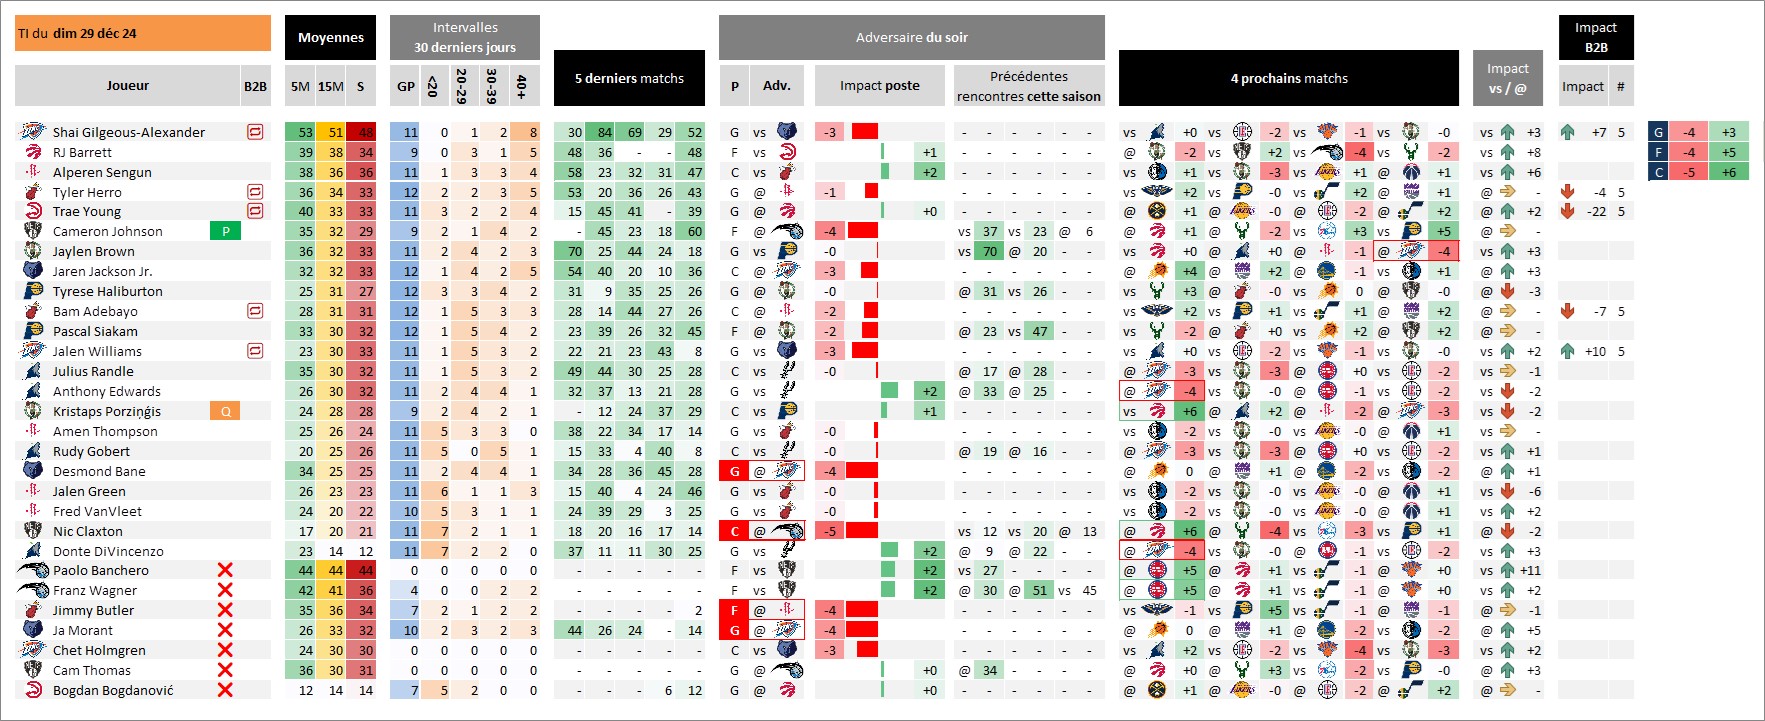 TI du dim 29 déc 24
Moyennes
Intervalles
30 derniers jours
5 derniers matchs
Adversaire du soir
4 prochains matchs
Impact
vs / @
Impact
B2B
Joueur B2B 5M 15M S GP <20 20-29 30-39 40+ P Adv. Impact poste Précédentes rencontres cette saison Impact #
Shai Gilgeous-Alexander 53 51 48 11 0 1 2 8 30 84 69 29 52 G vs -3 - - - - - - vs +0 vs -2 vs -1 vs -0 vs +3 +7 5 G -4 +3
RJ Barrett 39 38 34 9 0 3 1 5 48 36 - - 48 F vs +1 - - - - - - @ -2 vs +2 vs -4 vs -2 vs +8 F -4 +5
Alperen Sengun 38 36 36 11 1 3 3 4 58 23 32 31 47 C vs +2 - - - - - - vs +1 vs -3 vs +1 @ +1 vs +6 C -5 +6
Tyler Herro 36 34 33 12 2 2 3 5 53 20 36 26 43 G @ -1 - - - - - - vs +2 vs -0 vs +2 @ +1 @ - -4 5
Trae Young 40 33 33 11 3 2 2 4 15 45 41 - 39 G @ +0 - - - - - - @ +1 @ -0 @ -2 @ +2 @ +2 -22 5
Cameron Johnson P 35 32 29 9 2 1 4 2 - 45 23 18 60 F @ -4 vs 37 vs 23 @ 6 @ +1 @ -2 vs +3 vs +5 @ -
Jaylen Brown 36 32 33 11 2 4 2 3 70 25 44 24 18 G vs -0 vs 70 @ 20 - - vs +0 @ +0 @ -1 @ -4 vs +3
Jaren Jackson Jr. 32 32 33 12 1 4 2 5 54 40 20 10 36 C @ -3 - - - - - - @ +4 @ +2 @ -1 vs +1 @ +3
Tyrese Haliburton 25 31 27 12 3 3 4 2 31 9 35 25 26 G @ -0 @ 31 vs 26 - - vs +3 @ -0 vs 0 @ -0 @ -3
Bam Adebayo 28 31 31 12 1 5 3 3 28 14 44 27 26 C @ -2 - - - - - - vs +2 vs +1 vs +1 @ +2 @ - -7 5
Pascal Siakam 33 30 32 12 1 5 4 2 23 39 26 32 45 F @ -2 @ 23 vs 47 - - vs -2 @ +0 vs +2 @ +2 @ -
Jalen Williams 23 30 33 11 1 5 3 2 22 21 23 43 8 G vs -3 - - - - - - vs +0 vs -2 vs -1 vs -0 vs +2 +10 5
Julius Randle 35 30 32 11 1 5 3 2 49 44 30 25 28 C vs -0 @ 17 @ 28 - - @ -3 vs -3 @ +0 vs -2 vs -1
Anthony Edwards 26 30 32 11 2 4 4 1 32 37 13 21 28 G vs +2 @ 33 @ 25 - - @ -4 vs -0 @ -1 vs -2 vs -2
Kristaps Porziņģis Q 24 28 28 9 2 4 2 1 - 12 24 37 29 C vs +1 - - - - - - vs +6 @ +2 @ -2 @ -3 vs -2
Amen Thompson 25 26 24 11 5 3 3 0 38 22 34 17 14 G vs -0 - - - - - - vs -2 vs -0 vs -0 @ +1 vs -
Rudy Gobert 20 25 26 11 5 0 5 1 15 33 4 40 8 C vs -0 @ 19 @ 16 - - @ -3 vs -3 @ +0 vs -2 vs +1
Desmond Bane 34 25 25 11 2 4 4 1 34 28 36 45 28 G @ -4 - - - - - - @ 0 @ +1 @ -2 vs -2 @ +1
Jalen Green 26 23 23 11 6 1 1 3 15 40 4 24 46 G vs -0 - - - - - - vs -2 vs -0 vs -0 @ +1 vs -6
Fred VanVleet 24 20 22 10 5 3 1 1 24 39 29 3 25 G vs -0 - - - - - - vs -2 vs -0 vs -0 @ +1 vs +1
Nic Claxton 17 20 21 11 7 2 1 1 18 20 16 17 14 C @ -5 vs 12 vs 20 @ 13 @ +6 @ -4 vs -3 vs +1 @ -2
Donte DiVincenzo 23 14 12 11 7 2 2 0 37 11 11 30 25 G vs +2 @ 9 @ 22 - - @ -4 vs -0 @ -1 vs -2 vs +3
Paolo Banchero 44 44 44 0 0 0 0 0 - - - - - F vs +2 vs 27 - - - - @ +5 @ +1 vs -1 @ +0 vs +11
Franz Wagner 42 41 36 4 0 0 2 2 - - - - - F vs +2 @ 30 @ 51 vs 45 @ +5 @ +1 vs -1 @ +0 vs +2
Jimmy Butler 35 36 34 7 2 1 2 2 - - - - 2 F @ -4 - - - - - - vs -1 vs +5 vs -0 @ -1 @ -1
Ja Morant 26 33 32 10 2 3 2 3 44 26 24 - 14 G @ -4 - - - - - - @ 0 @ +1 @ -2 vs -2 @ +5
Chet Holmgren 24 30 30 0 0 0 0 0 - - - - - C vs -3 - - - - - - vs +2 vs -2 vs -4 vs -3 vs +2
Cam Thomas 36 30 31 0 0 0 0 0 - - - - - G @ +0 @ 34 - - - - @ +0 @ +3 vs -2 vs -0 @ +3
Bogdan Bogdanović 12 14 14 7 5 2 0 0 - - - 6 12 G @ +0 - - - - - - @ +1 @ -0 @ -2 @ +2 @ -